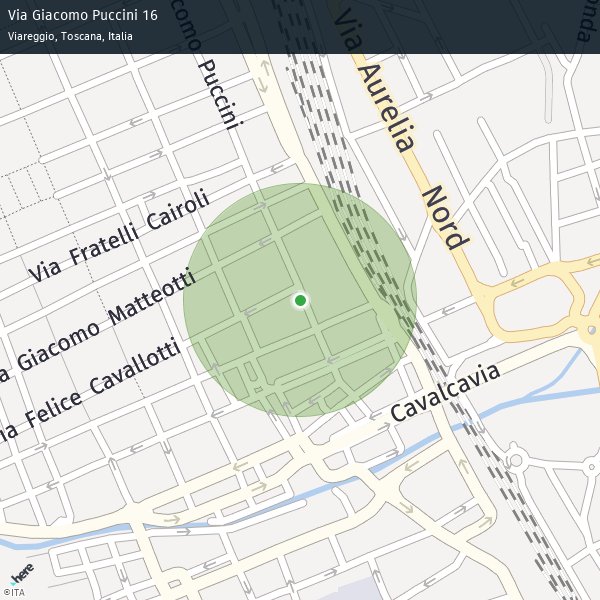 Via Giacomo Puccini 16
Viareggio, Toscana, Italia
como Puccini
Via Aurelia Nord
onda
Via Fratelli Cairoli
a Giacomo Matteotti
ia Felice Cavallotti
Cavalcavia
here
©ITA